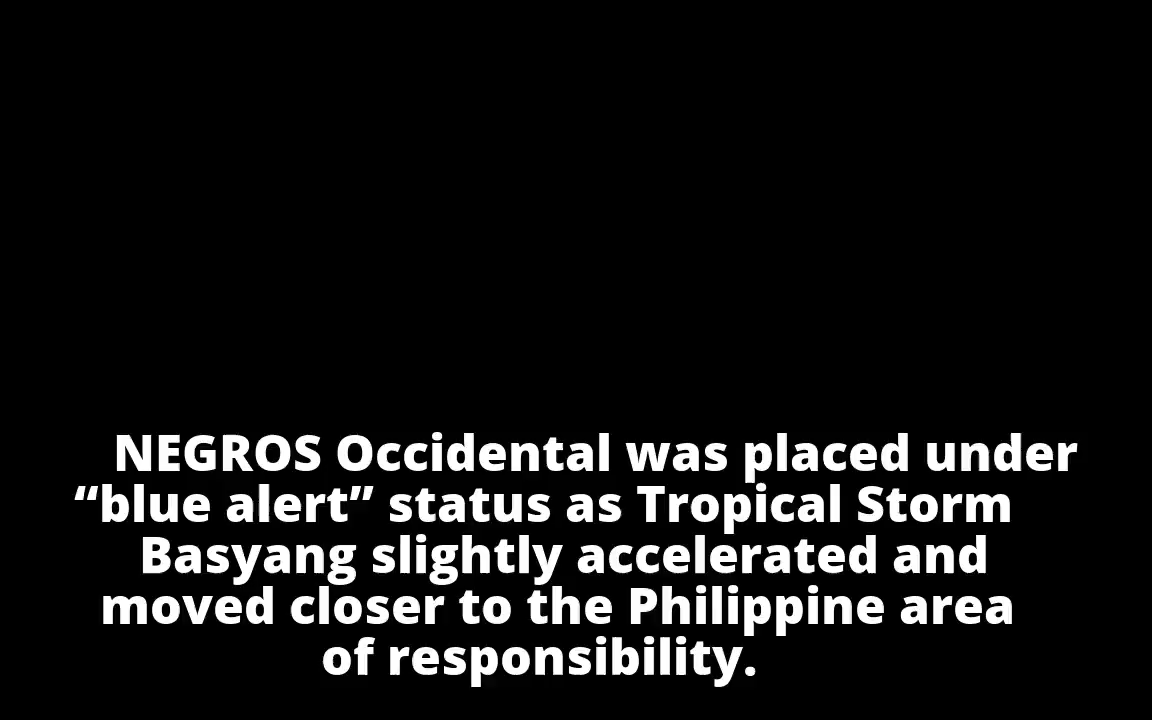 NEGROS Occidental was placed under
“blue alert” status as Tropical Storm
Basyang slightly accelerated and
moved closer to the Philippine area
of responsibility.